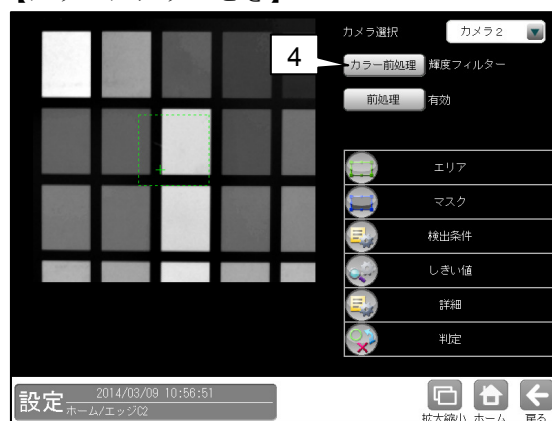 カメラ選択 カメラ2
4
カラー前処理 輝度フィルター
前処理 有効
エリア
マスク
検出条件
しきい値
詳細
判定
設定 2014/03/09 10:56:51
ホーム/エッジC2
拡大縮小 ホーム 戻る